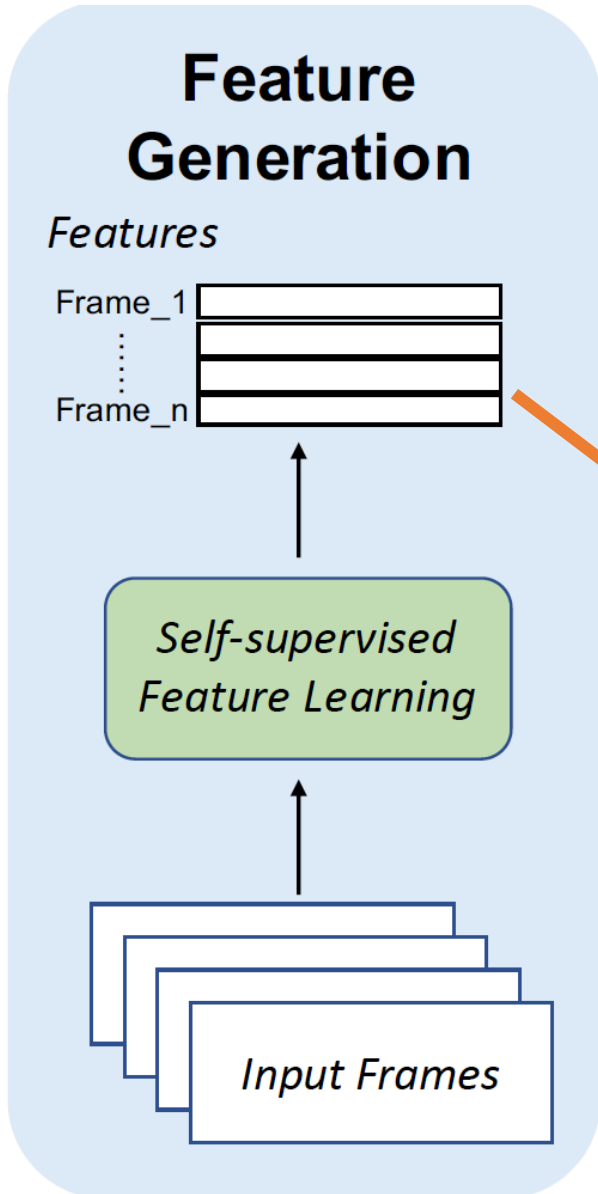 Feature
Generation
Features
Frame_1
Frame_n
Self-supervised
Feature Learning
Input Frames